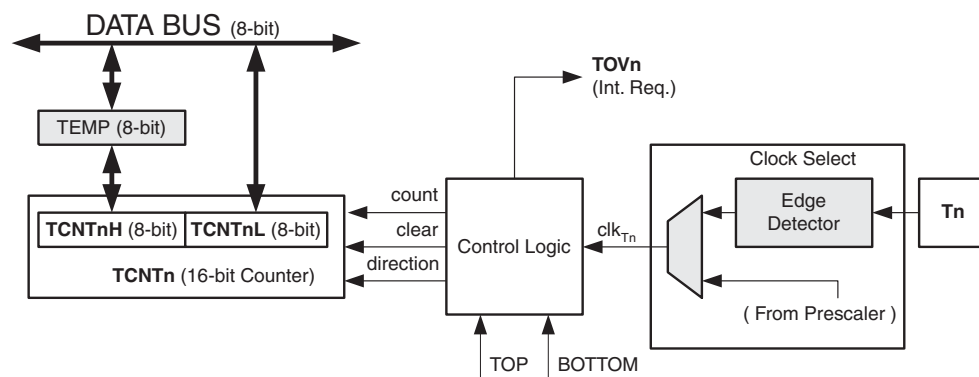 DATA BUS (8-bit)
TOVn
(Int. Req.)
TEMP (8-bit)
Clock Select
count
Edge
Detector
Tn
TCNTnH (8-bit) TCNTnL (8-bit)
clear
Control Logic
clkTn
TCNTn (16-bit Counter)
direction
( From Prescaler )
TOP
BOTTOM